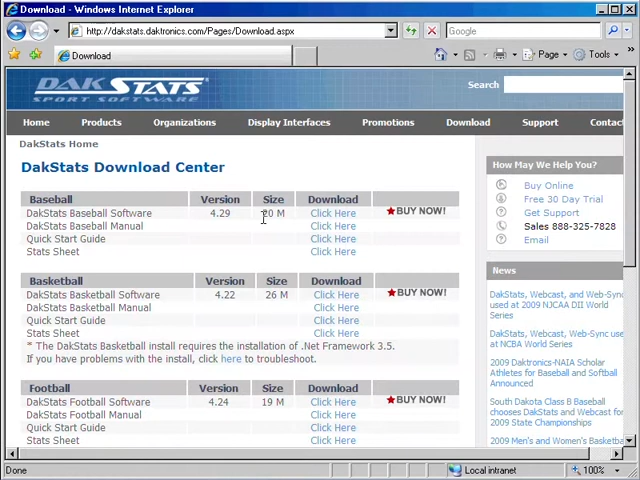 Download - Windows Internet Explorer
http://dakstats.daktronics.com/Pages/Download.aspx
Google
Download
Page
Tools
DAKSTATS
SPORT SOFTWARE
Search
Home Products Organizations Display Interfaces Promotions Download Support Contac
DakStats Home
DakStats Download Center
Baseball Version Size Download
DakStats Baseball Software 4.29 20 M Click Here BUY NOW!
DakStats Baseball Manual Click Here
Quick Start Guide Click Here
Stats Sheet Click Here
Basketball Version Size Download
DakStats Basketball Software 4.22 26 M Click Here BUY NOW!
DakStats Basketball Manual Click Here
Quick Start Guide Click Here
Stats Sheet Click Here
* The DakStats Basketball install requires the installation of .Net Framework 3.5.
If you have problems with the install, click here to troubleshoot.
Football Version Size Download
DakStats Football Software 4.24 19 M Click Here BUY NOW!
DakStats Football Manual Click Here
Quick Start Guide Click Here
Stats Sheet Click Here
How May We Help You?
Buy Online
Free 30 Day Trial
Get Support
Sales 888-325-7828
Email
News
DakStats, Webcast, and Web-Sync
used at 2009 NJCAA DII World
Series
DakStats, Webcast, Web-Sync use
at NCBA World Series
2009 Daktronics-NAIA Scholar
Athletes for Baseball and Softball
Announced
South Dakota Class B Baseball
chooses DakStats and Webcast for
2009 State Championships
2009 Men's and Women's Basketba
Done
Local intranet
100%